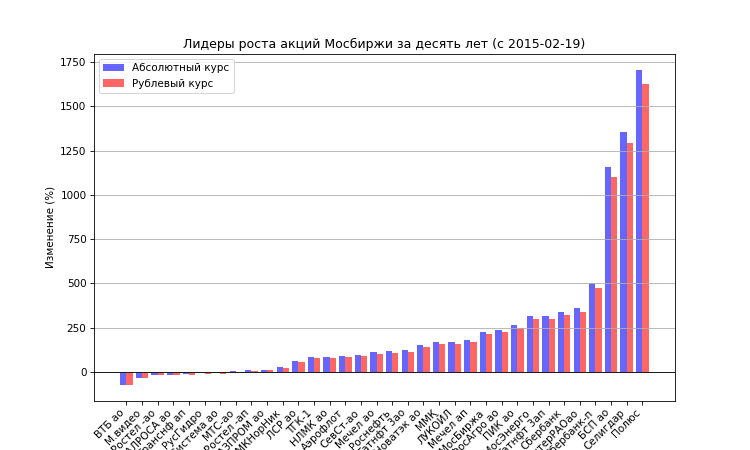 Лидеры роста акций Мосбиржи за десять лет (с 2015-02-19)
Абсолютный курс
Рублевый курс
Изменение (%)
1750
1500
1250
1000
750
500
250
0
ВТБ ао
М.видео
Ростел -ао
АЛРОСА ао
Транснф ап
РусГидро
Система ао
МТС-ао
Ростел -ап
ГАЗПРОМ ао
ГМКНорНик
ЛСР ао
ТГК-1
НЛМК ао
Аэрофлот
СевСт-ао
Мечел ао
Роснефть
Татнфт 3ао
Новатэк ао
ММК
ЛУКОЙЛ
Мечел ап
МосБиржа
РосАгро ао
ПИК ао
МосЭнерго
Татнфт 3ап
Сбербанк
ИнтерРАОао
Сбербанк-п
БСП ао
Селигдар
Полюс